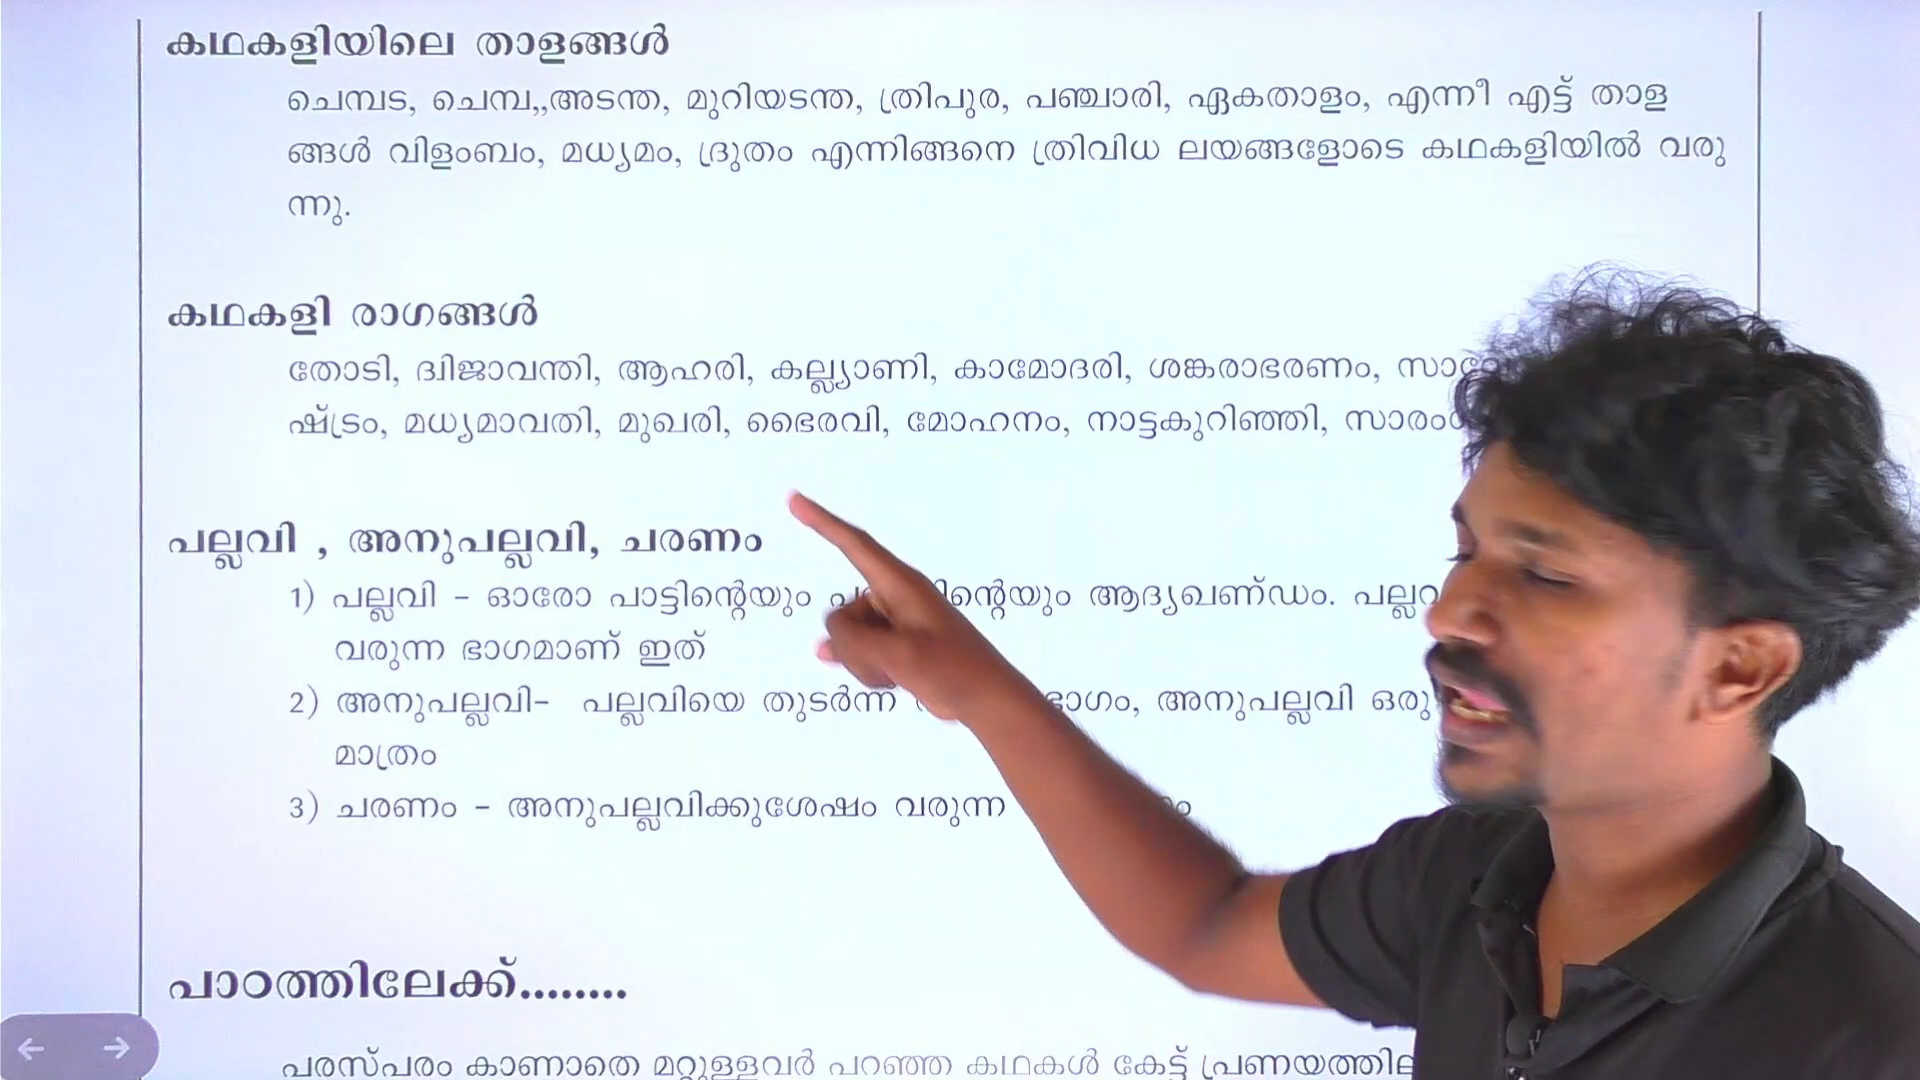 കഥകളിയിലെ താളങ്ങൾ
ചെമ്പട, ചെമ്പ,,അടന്ത, മുറിയടന്ത, ത്രിപുര, പഞ്ചാരി, ഏകതാളം, എന്നീ എട്ട് താള
ങ്ങൾ വിളംബം, മധ്യമം, ദ്രുതം എന്നിങ്ങനെ ത്രിവിധ ലയങ്ങളോടെ കഥകളിയിൽ വരു
ന്നു.
കഥകളി രാഗങ്ങൾ
തോടി, ദ്വിജാവന്തി, ആഹരി, കല്ല്യാണി, കാമോദരി, ശങ്കരാഭരണം,
ഷ്ട്രം, മധ്യമാവതി, മുഖരി, ഭൈരവി, മോഹനം, നാട്ടകുറിഞ്ഞി,
പല്ലവി , അനുപല്ലവി, ചരണം
1) പല്ലവി - ഓരോ പാട്ടിന്റെയും ആദ്യഖണ്ഡം.
വരുന്ന ഭാഗമാണ് ഇത്
2) അനുപല്ലവി- പല്ലവിയെ തുടർന്ന് അനുപല്ലവി ഒരു
മാത്രം
3) ചരണം - അനുപല്ലവിക്കുശേഷം വരുന്ന
പാഠത്തിലേക്ക്........
പരസ്പരം കാണാതെ മറ്റുള്ളവർ പറഞ്ഞ കഥകൾ കേട്ട്